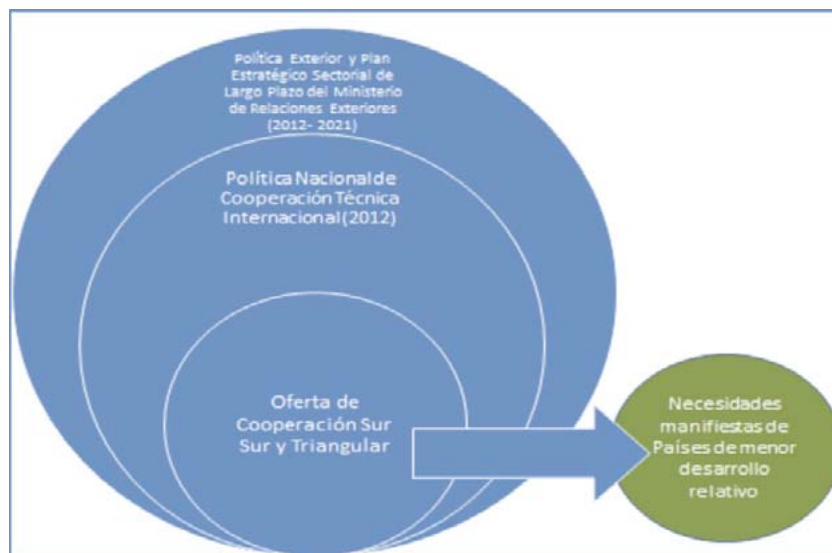 Política Exterior y Plan
Estratégico Sectorial de
Largo Plazo del Ministerio
de Relaciones Exteriores
(2012- 2021)
Política Nacional de
Cooperación Técnica
Internacional (2012)
Oferta de
Cooperación Sur
Sur y Triangular
Necesidades
manifiestas de
Países de menor
desarrollo
relativo